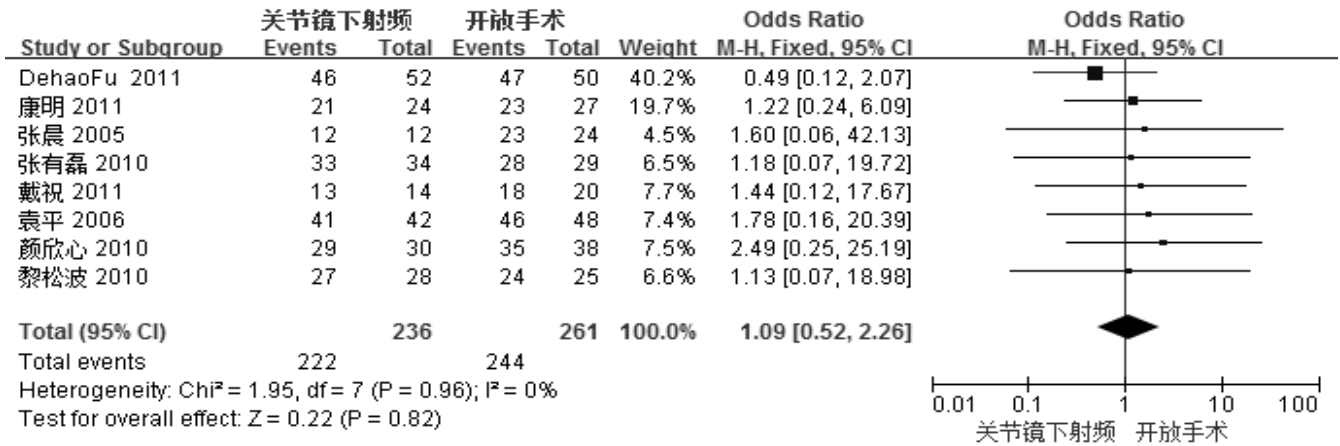 关节镜下射频 开放手术 Odds Ratio Odds Ratio
Study or Subgroup Events Total Events Total Weight M-H, Fixed, 95% CI M-H, Fixed, 95% CI
DehaoFu 2011 46 52 47 50 40.2% 0.49 [0.12, 2.07]
康明 2011 21 24 23 27 19.7% 1.22 [0.24, 6.09]
张晨 2005 12 12 23 24 4.5% 1.60 [0.06, 42.13]
张有磊 2010 33 34 28 29 6.5% 1.18 [0.07, 19.72]
戴祝 2011 13 14 18 20 7.7% 1.44 [0.12, 17.67]
袁平 2006 41 42 46 48 7.4% 1.78 [0.16, 20.39]
颜欣心 2010 29 30 35 38 7.5% 2.49 [0.25, 25.19]
黎松波 2010 27 28 24 25 6.6% 1.13 [0.07, 18.98]
Total (95% CI) 236 261 100.0% 1.09 [0.52, 2.26]
Total events 222 244
Heterogeneity: Chi² = 1.95, df = 7 (P = 0.96); I² = 0%
Test for overall effect: Z = 0.22 (P = 0.82)
0.01 0.1 1 10 100
关节镜下射频 开放手术